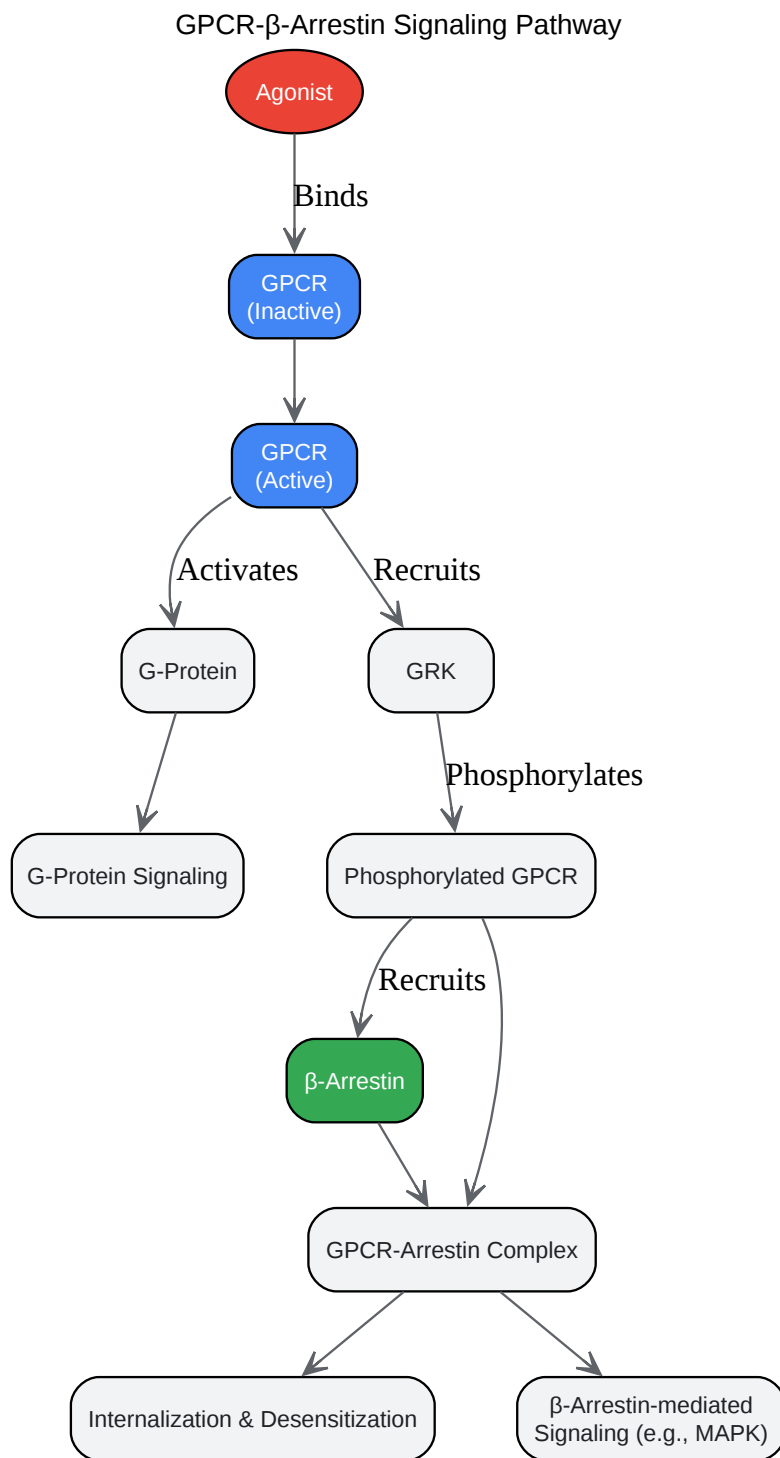 GPCR-β-Arrestin Signaling Pathway
Agonist
Binds
GPCR
(Inactive)
GPCR
(Active)
Activates
Recruits
G-Protein
GRK
Phosphorylates
G-Protein Signaling
Phosphorylated GPCR
Recruits
β-Arrestin
GPCR-Arrestin Complex
Internalization & Desensitization
β-Arrestin-mediated
Signaling (e.g., MAPK)